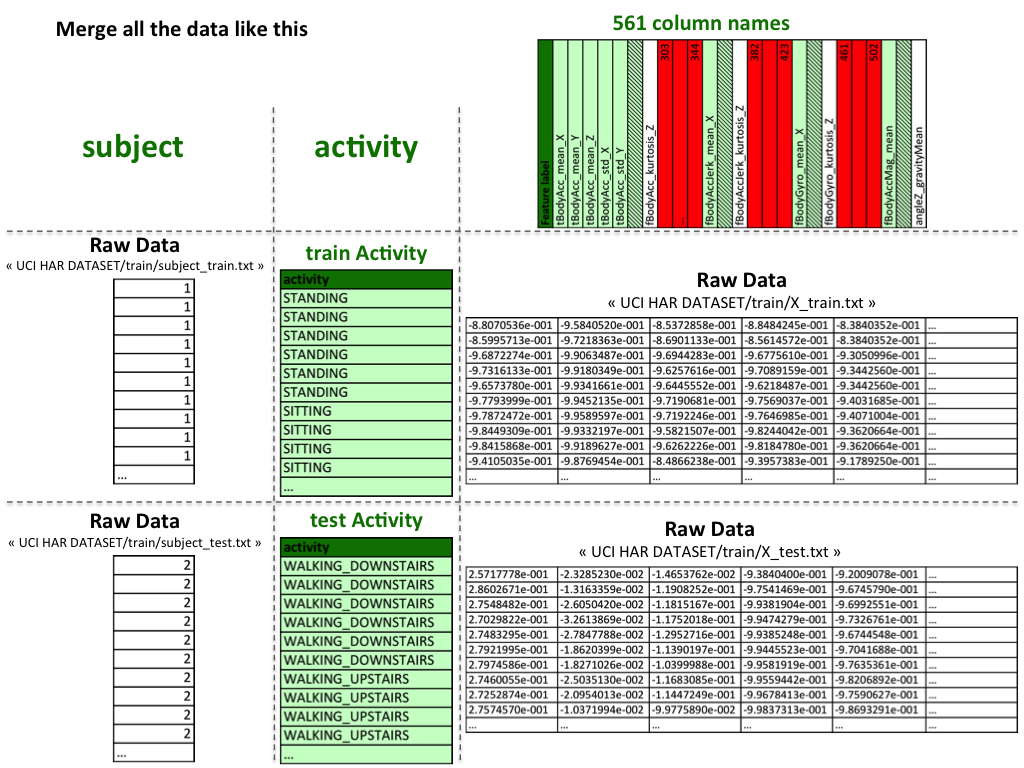 Merge all the data like this
561 column names
Feature label
tBodyAcc_mean_X
tBodyAcc_mean_Y
tBodyAcc_mean_Z
tBodyAcc_std_X
tBodyAcc_std_Y
fBodyAcc_kurtosis_Z
303
...
344
fBodyAccJerk_mean_X
fBodyAccJerk_kurtosis_Z
382
423
fBodyGyro_mean_X
fBodyGyro_kurtosis_Z
461
502
fBodyAccMag_mean
angleZ_gravityMean
subject
activity
Raw Data
« UCI HAR DATASET/train/subject_train.txt »
1
1
1
1
1
1
1
1
1
1
...
train Activity
activity
STANDING
STANDING
STANDING
STANDING
STANDING
STANDING
SITTING
SITTING
SITTING
SITTING
...
Raw Data
« UCI HAR DATASET/train/X_train.txt »
-8.8070536e-001 -9.5840520e-001 -8.5372858e-001 -8.8484245e-001 -8.3840352e-001 ...
-8.5995713e-001 -9.7218363e-001 -8.6901133e-001 -8.5614572e-001 -8.3840352e-001 ...
-9.6872274e-001 -9.9063487e-001 -9.6944283e-001 -9.6775610e-001 -9.3050996e-001 ...
-9.7316133e-001 -9.9180349e-001 -9.6257616e-001 -9.7089159e-001 -9.3442560e-001 ...
-9.6573780e-001 -9.9341661e-001 -9.6445552e-001 -9.6218487e-001 -9.3442560e-001 ...
-9.7793999e-001 -9.9452135e-001 -9.7190681e-001 -9.7569037e-001 -9.4031685e-001 ...
-9.7872472e-001 -9.9589597e-001 -9.7192246e-001 -9.7646985e-001 -9.4071004e-001 ...
-9.8449309e-001 -9.9332197e-001 -9.5821507e-001 -9.8244042e-001 -9.3620664e-001 ...
-9.8415868e-001 -9.9189627e-001 -9.6262226e-001 -9.8184780e-001 -9.3620664e-001 ...
-9.4105035e-001 -9.8769454e-001 -8.4866238e-001 -9.3957383e-001 -9.1789250e-001 ...
... ... ... ... ... ...
Raw Data
« UCI HAR DATASET/train/subject_test.txt »
2
2
2
2
2
2
2
2
2
2
...
test Activity
activity
WALKING_DOWNSTAIRS
WALKING_DOWNSTAIRS
WALKING_DOWNSTAIRS
WALKING_DOWNSTAIRS
WALKING_DOWNSTAIRS
WALKING_DOWNSTAIRS
WALKING_UPSTAIRS
WALKING_UPSTAIRS
WALKING_UPSTAIRS
WALKING_UPSTAIRS
...
Raw Data
« UCI HAR DATASET/train/X_test.txt »
2.5717778e-001 -2.3285230e-002 -1.4653762e-002 -9.3840400e-001 -9.2009078e-001 ...
2.8602671e-001 -1.3163359e-002 -1.1908252e-001 -9.7541469e-001 -9.6745790e-001 ...
2.7548482e-001 -2.6050420e-002 -1.1815167e-001 -9.9381904e-001 -9.6992551e-001 ...
2.7029822e-001 -3.2613869e-002 -1.1752018e-001 -9.9474279e-001 -9.7326761e-001 ...
2.7483295e-001 -2.7847788e-002 -1.2952716e-001 -9.9385248e-001 -9.6744548e-001 ...
2.7921995e-001 -1.8620399e-002 -1.1390197e-001 -9.9445523e-001 -9.7041688e-001 ...
2.7974586e-001 -1.8271026e-002 -1.0399988e-001 -9.9581919e-001 -9.7635361e-001 ...
2.7460055e-001 -2.5035130e-002 -1.1683085e-001 -9.9559442e-001 -9.8206892e-001 ...
2.7252874e-001 -2.0954013e-002 -1.1447249e-001 -9.9678413e-001 -9.7590627e-001 ...
2.7574570e-001 -1.0371994e-002 -9.9775890e-002 -9.9837313e-001 -9.8693291e-001 ...
... ... ... ... ... ...